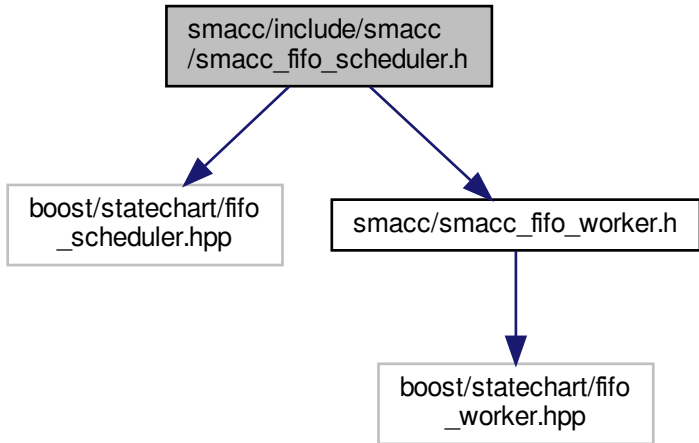 smacc/include/smacc
/smacc_fifo_scheduler.h
boost/statechart/fifo
_scheduler.hpp
smacc/smacc_fifo_worker.h
boost/statechart/fifo
_worker.hpp